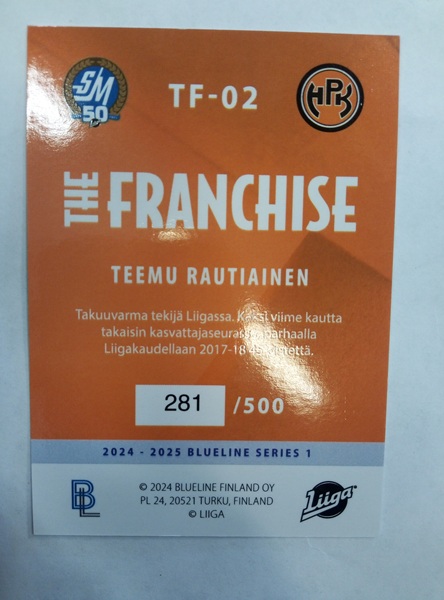 SM
50
TF-02
HPK
THE FRANCHISE
TEEMU RAUTIAINEN
Takuuvarma tekijä Liigassa. Kaksi viime kautta
takaisin kasvattajaseurassa, parhaalla
Liigakaudellaan 2017-18
281 /500
2024 - 2025 BLUELINE SERIES 1
BL
© 2024 BLUELINE FINLAND OY
PL 24, 20521 TURKU, FINLAND
© LIIGA
Liiga